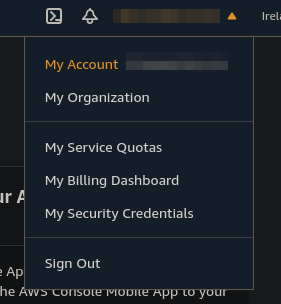 Irela
My Account
My Organization
My Service Quotas
My Billing Dashboard
My Security Credentials
ur A
Sign Out
e Ap
he AWS Console Mobile App to your